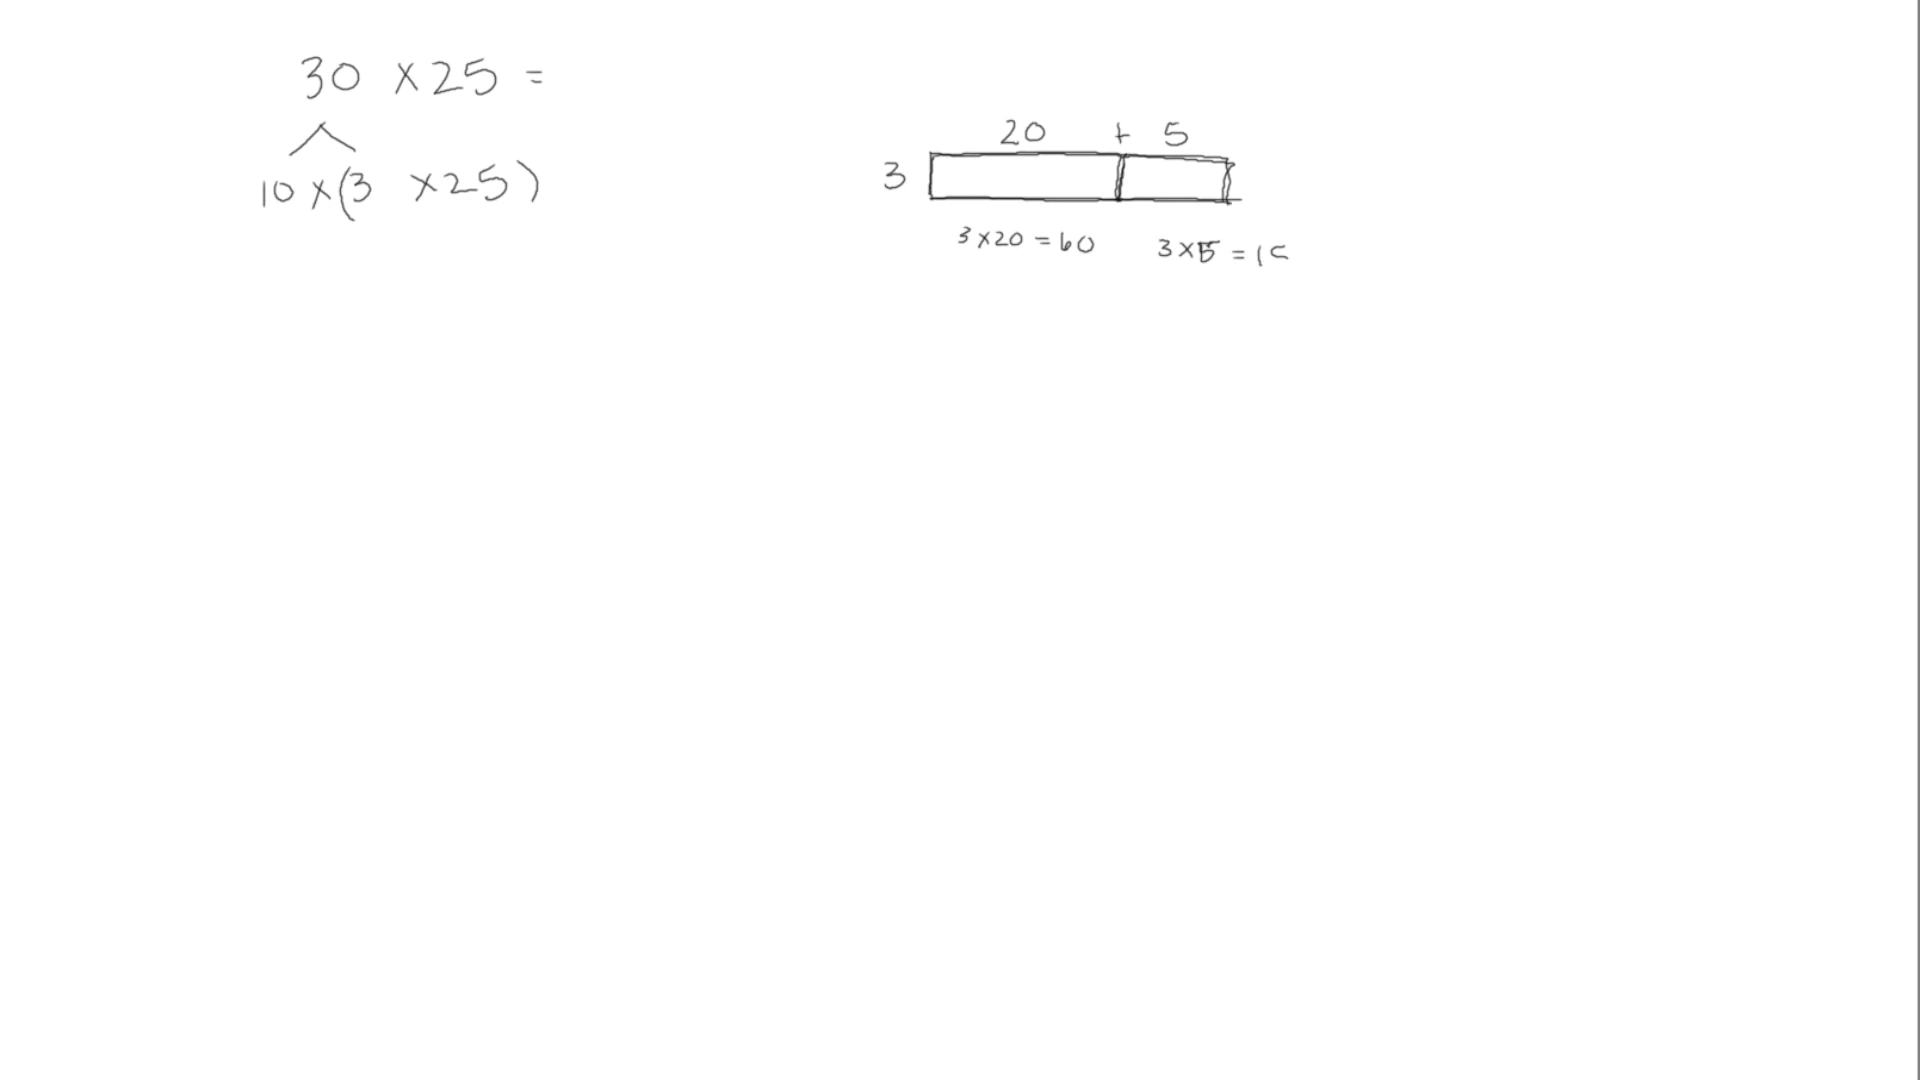 30 × 25 =
10 × (3 × 25)
20 + 5
3
3 × 20 = 60
3 × 5 = 15